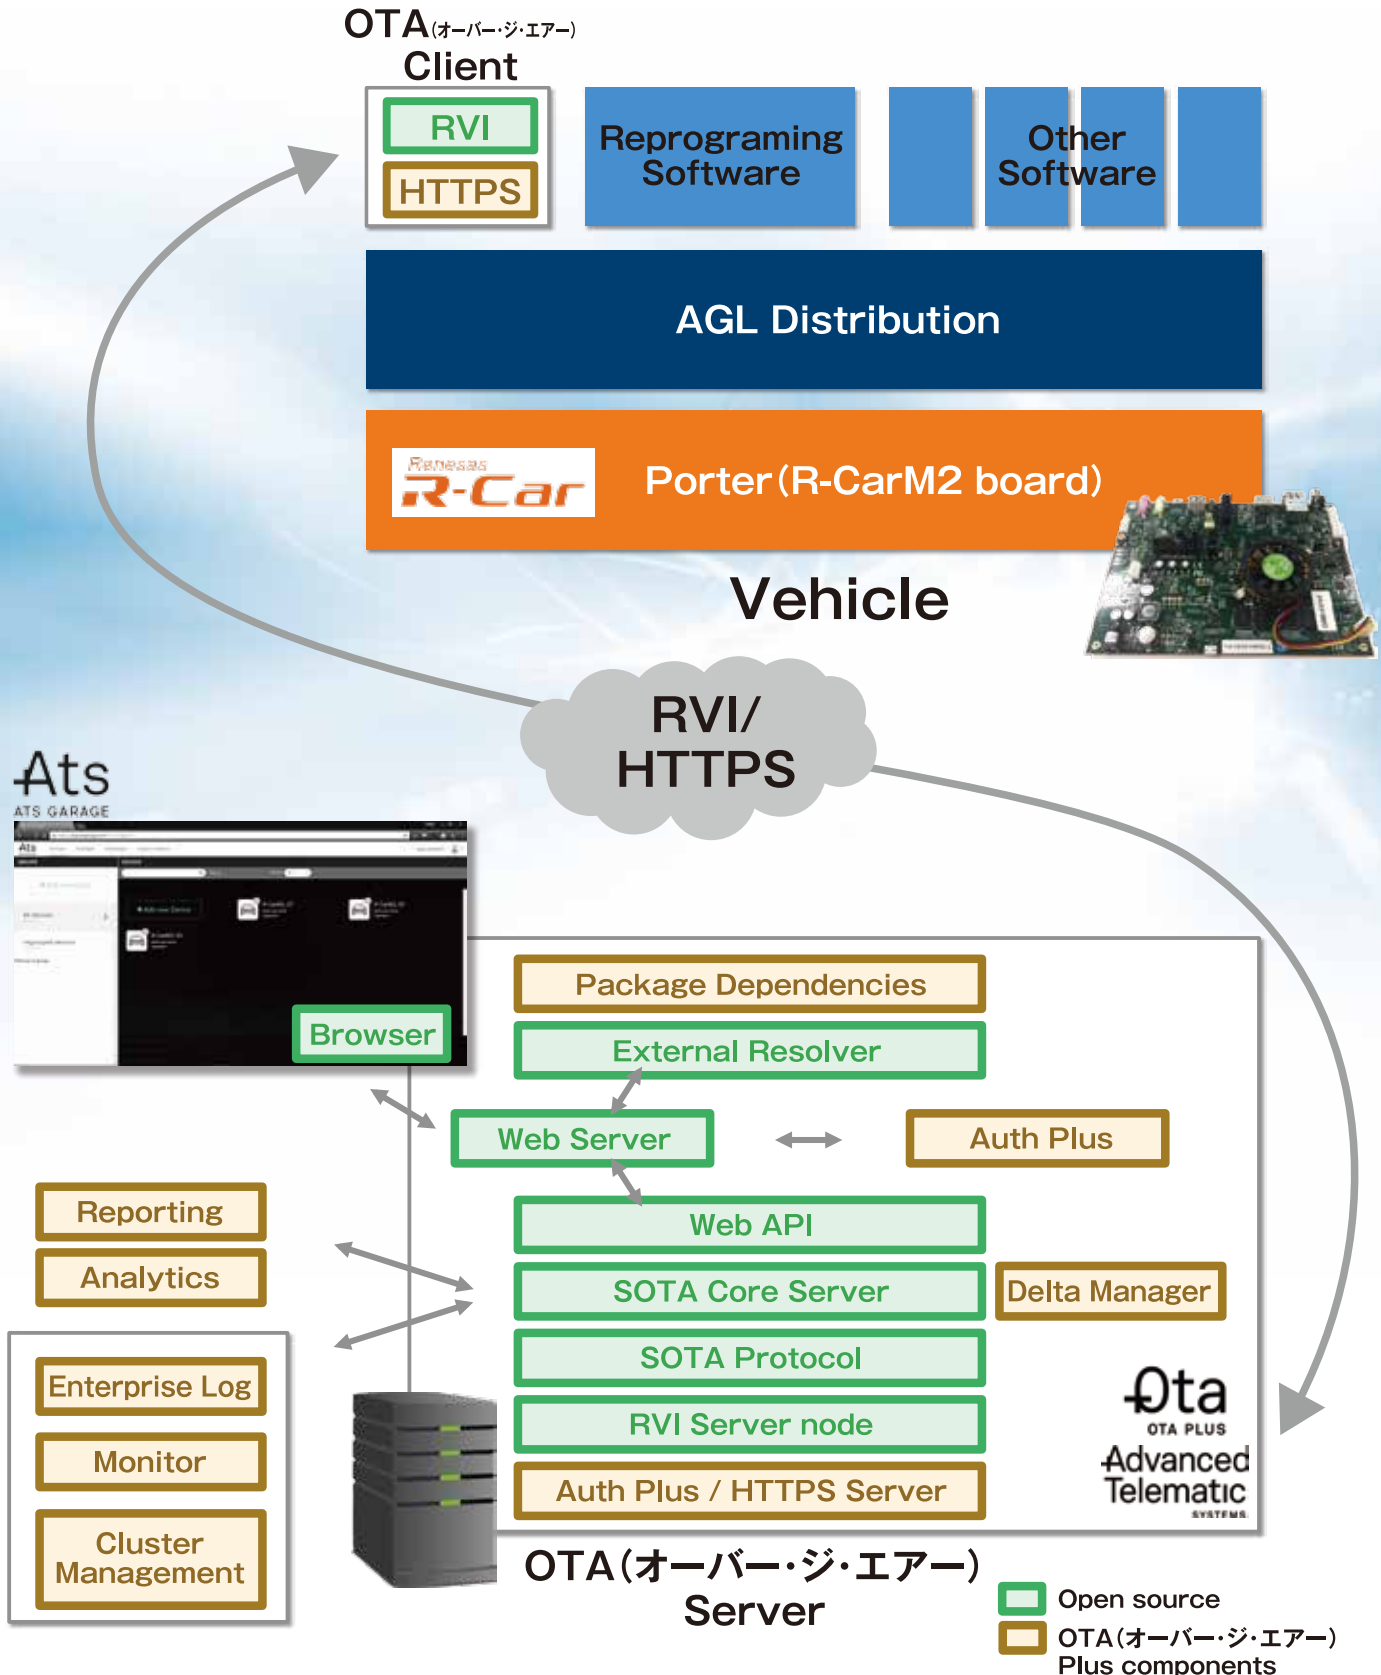 OTA(オーバー・ジ・エアー)
Client
RVI
HTTPS
Reprograming
Software
Other
Software
AGL Distribution
Renesas
R-Car
Porter(R-CarM2 board)
Vehicle
RVI/
HTTPS
Ats
ATS GARAGE
Ats
Browser
Package Dependencies
External Resolver
Web Server
Auth Plus
Reporting
Analytics
Web API
SOTA Core Server
Delta Manager
SOTA Protocol
RVI Server node
Auth Plus / HTTPS Server
Enterprise Log
Monitor
Cluster
Management
Ota
OTA PLUS
Advanced
Telematic
SYSTEMS
OTA(オーバー・ジ・エアー)
Server
Open source
OTA(オーバー・ジ・エアー)
Plus components